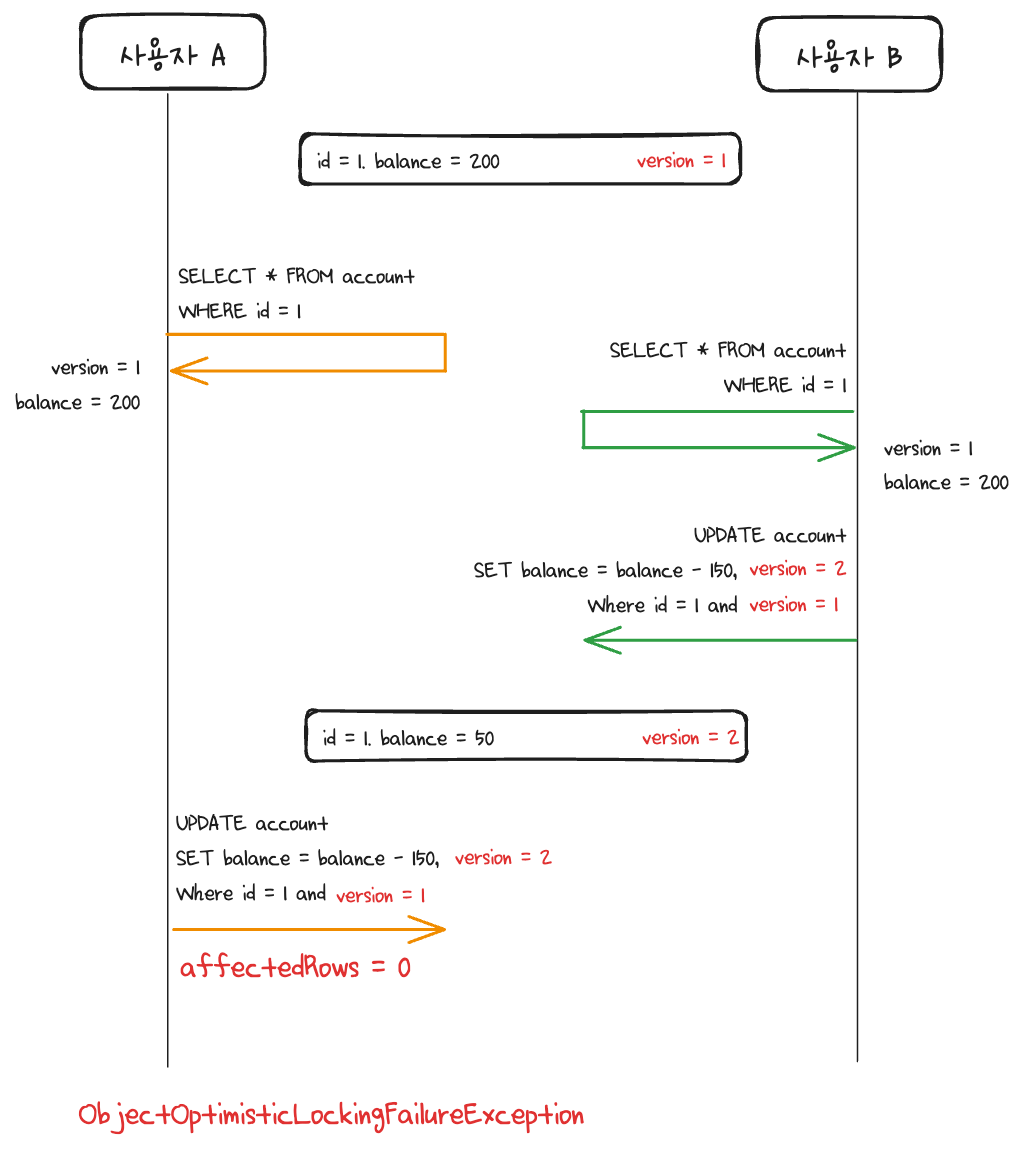 사용자 A
사용자 B
id = 1. balance = 200 version = 1
SELECT * FROM account
WHERE id = 1
version = 1
balance = 200
SELECT * FROM account
WHERE id = 1
version = 1
balance = 200
UPDATE account
SET balance = balance - 150, version = 2
Where id = 1 and version = 1
id = 1. balance = 50 version = 2
UPDATE account
SET balance = balance - 150, version = 2
Where id = 1 and version = 1
affectedRows = 0
ObjectOptimisticLockingFailureException